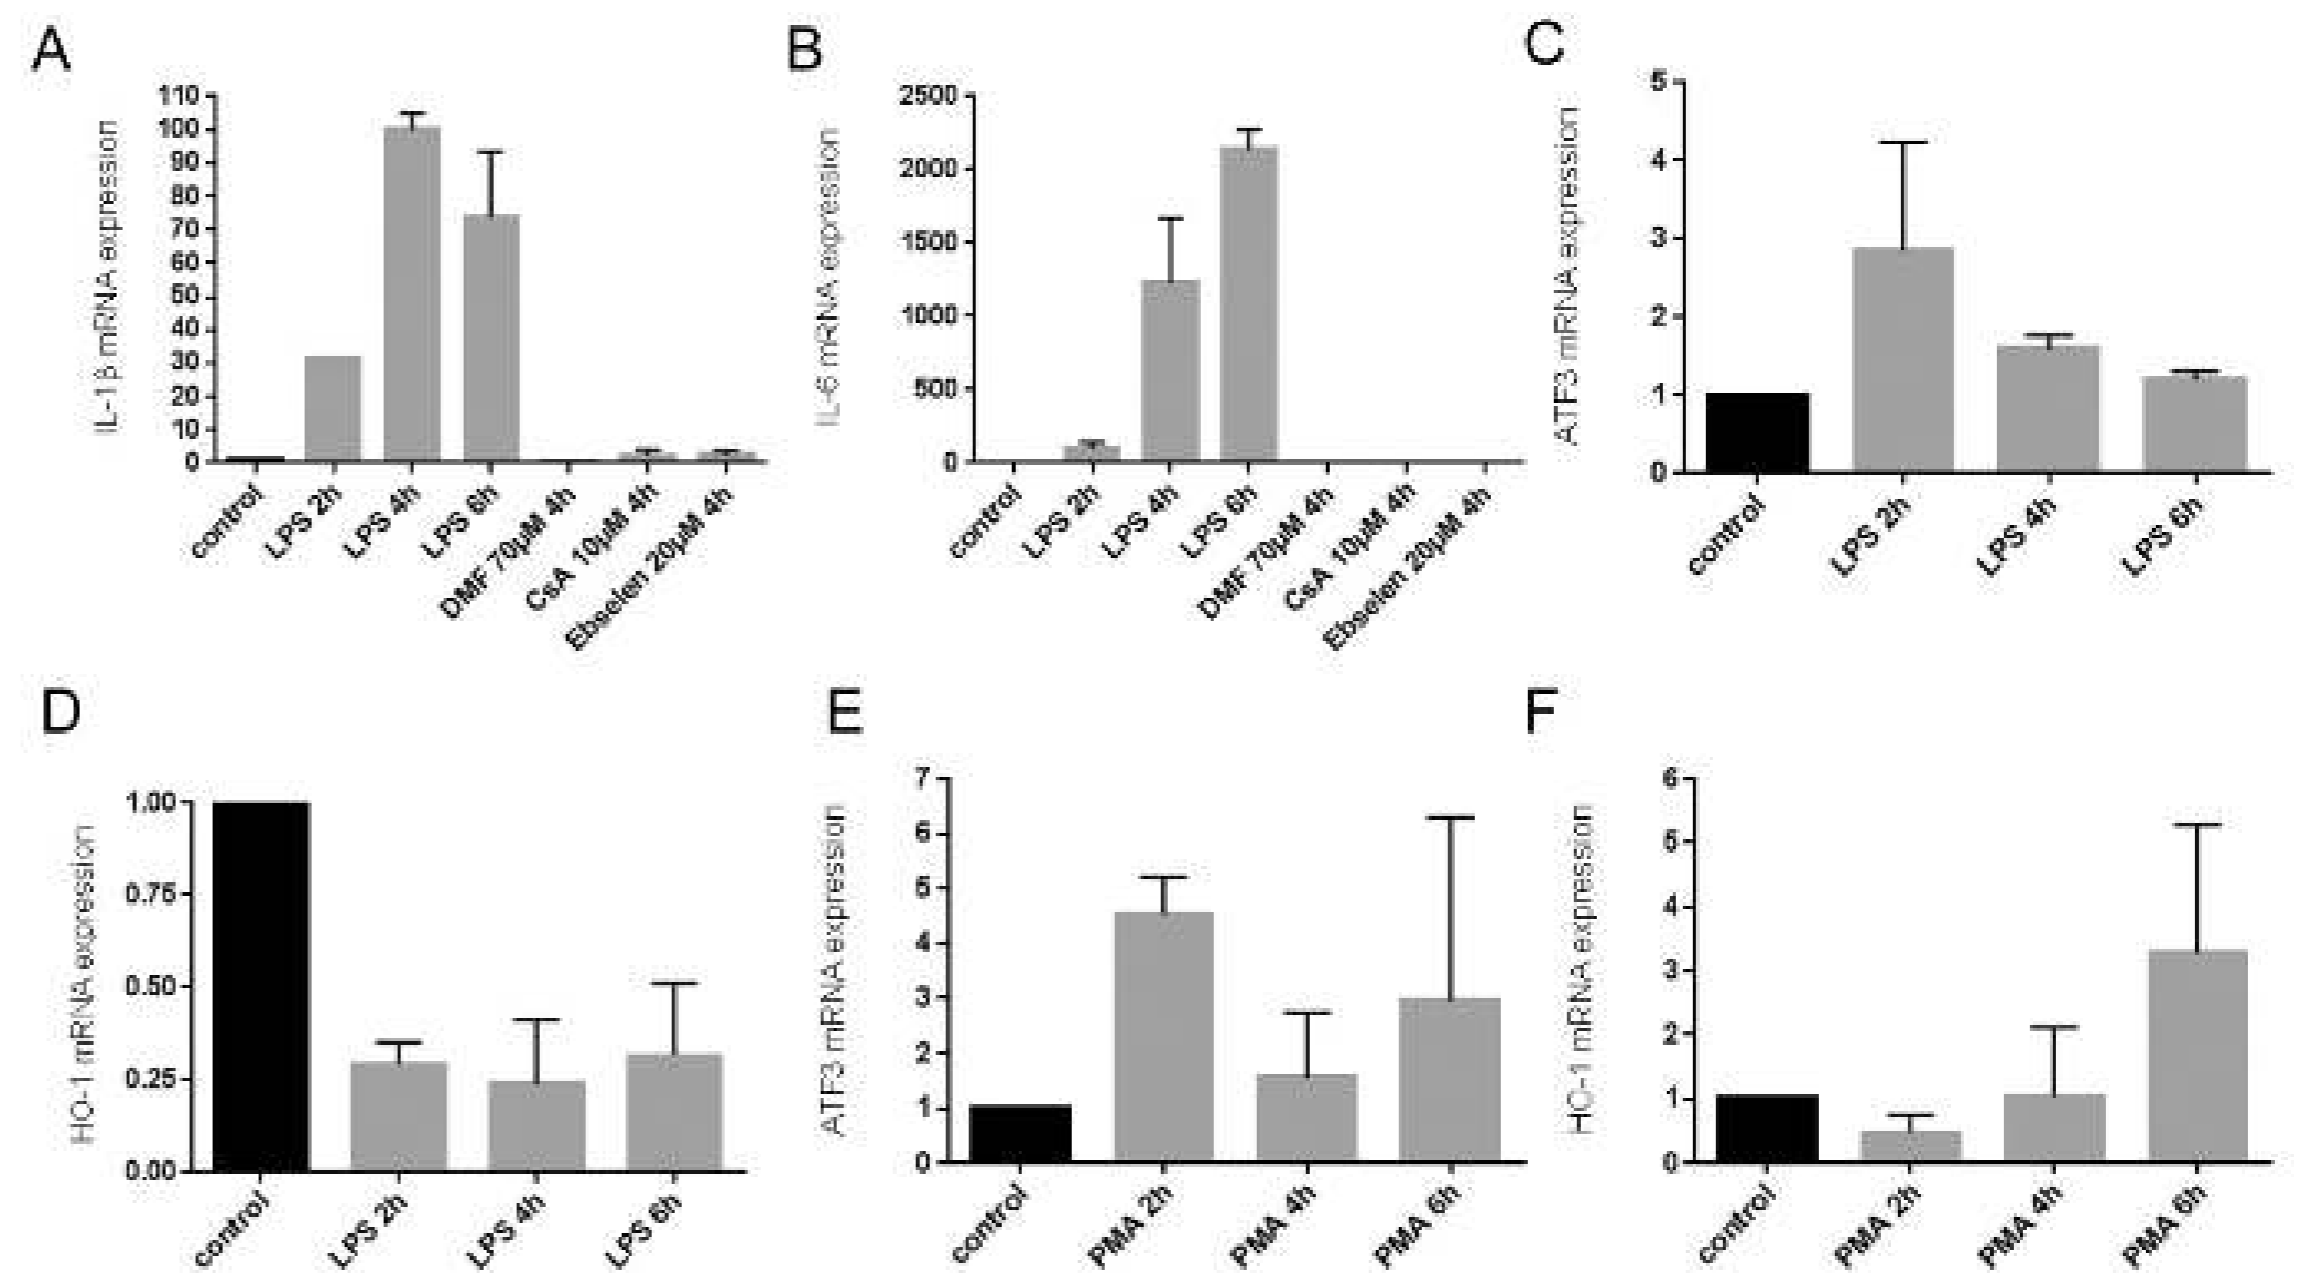 A
IL-1β mRNA expression
110
100
90
80
70
60
50
40
30
20
10
0
control
LPS 2h
LPS 4h
LPS 6h
DMF 70µM 4h
CsA 10µM 4h
Ebselen 20µM 4h
B
IL-6 mRNA expression
2500
2000
1500
1000
500
0
control
LPS 2h
LPS 4h
LPS 6h
DMF 70µM 4h
CsA 10µM 4h
Ebselen 20µM 4h
C
ATF3 mRNA expression
5
4
3
2
1
0
control
LPS 2h
LPS 4h
LPS 6h
D
HO-1 mRNA expression
1.00
0.75
0.50
0.25
0.00
control
LPS 2h
LPS 4h
LPS 6h
E
ATF3 mRNA expression
7
6
5
4
3
2
1
0
control
PMA 2h
PMA 4h
PMA 6h
F
HO-1 mRNA expression
6
5
4
3
2
1
0
control
PMA 2h
PMA 4h
PMA 6h